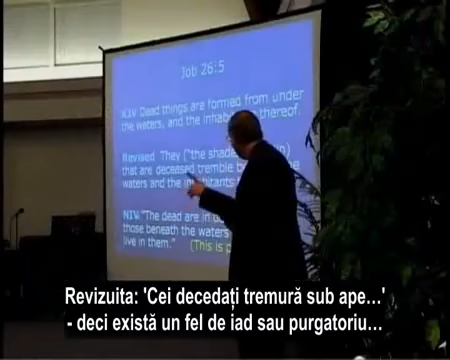 Job 26:5
KJV Dead things are formed from under
the waters, and the thereof.
Revised They ("the
that are deceased tremble the
waters and the inhabitants
NIV "The dead are in
those beneath the waters
live in them." (This is
Revizuita: 'Cei decedați tremură sub ape...'
- deci există un fel de iad sau purgatoriu...